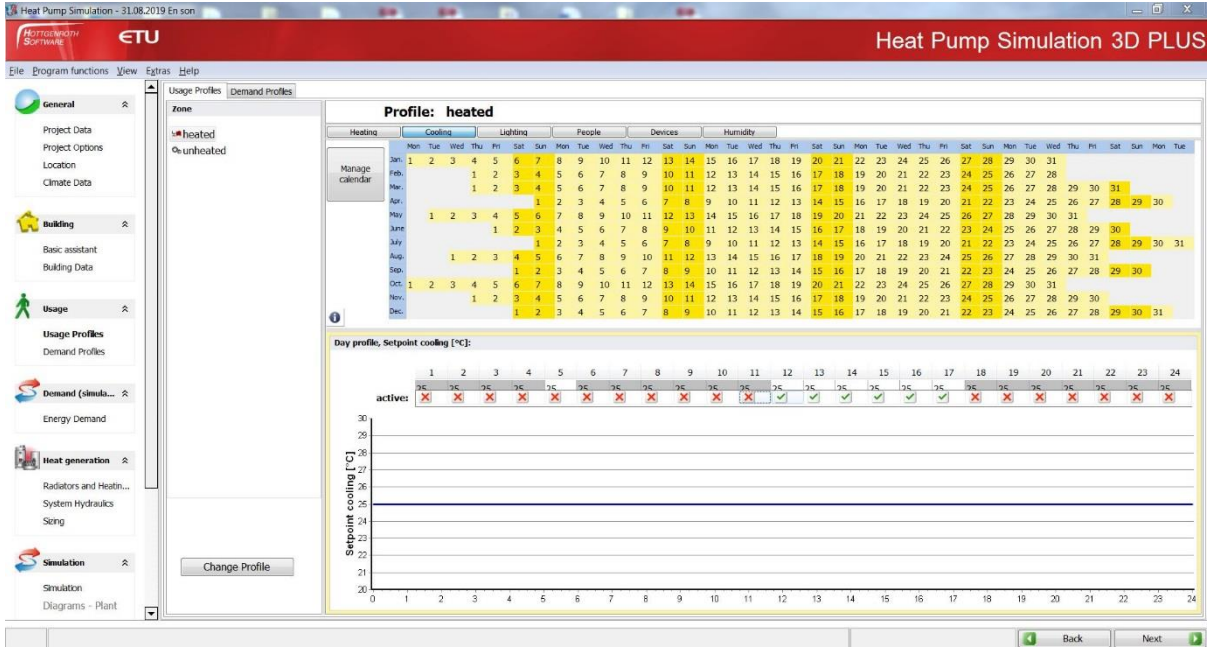 Heat Pump Simulation - 31.08.2019 En son
HOTTGENROTH
SOFTWARE
ETU
Heat Pump Simulation 3D PLUS
File Program functions View Extras Help
General
Project Data
Project Options
Location
Climate Data
Building
Basic assistant
Building Data
Usage
Usage Profiles
Demand Profiles
Demand (simula...
Energy Demand
Heat generation
Radiators and Heatin...
System Hydraulics
Sizing
Simulation
Simulation
Diagrams - Plant
Usage Profiles Demand Profiles
Zone
heated
unheated
Change Profile
Profile: heated
Heating Cooling Lighting People Devices Humidity
Manage
calendar
Mon Tue Wed Thu Fri Sat Sun Mon Tue Wed Thu Fri Sat Sun Mon Tue Wed Thu Fri Sat Sun Mon Tue Wed Thu Fri Sat Sun Mon Tue Wed Thu Fri Sat Sun Mon Tue
Jan. 1 2 3 4 5 6 7 8 9 10 11 12 13 14 15 16 17 18 19 20 21 22 23 24 25 26 27 28 29 30 31
Feb. 1 2 3 4 5 6 7 8 9 10 11 12 13 14 15 16 17 18 19 20 21 22 23 24 25 26 27 28
Mar. 1 2 3 4 5 6 7 8 9 10 11 12 13 14 15 16 17 18 19 20 21 22 23 24 25 26 27 28 29 30 31
Apr. 1 2 3 4 5 6 7 8 9 10 11 12 13 14 15 16 17 18 19 20 21 22 23 24 25 26 27 28 29 30
May 1 2 3 4 5 6 7 8 9 10 11 12 13 14 15 16 17 18 19 20 21 22 23 24 25 26 27 28 29 30 31
June 1 2 3 4 5 6 7 8 9 10 11 12 13 14 15 16 17 18 19 20 21 22 23 24 25 26 27 28 29 30
July 1 2 3 4 5 6 7 8 9 10 11 12 13 14 15 16 17 18 19 20 21 22 23 24 25 26 27 28 29 30 31
Aug. 1 2 3 4 5 6 7 8 9 10 11 12 13 14 15 16 17 18 19 20 21 22 23 24 25 26 27 28 29 30 31
Sep. 1 2 3 4 5 6 7 8 9 10 11 12 13 14 15 16 17 18 19 20 21 22 23 24 25 26 27 28 29 30
Oct. 1 2 3 4 5 6 7 8 9 10 11 12 13 14 15 16 17 18 19 20 21 22 23 24 25 26 27 28 29 30 31
Nov. 1 2 3 4 5 6 7 8 9 10 11 12 13 14 15 16 17 18 19 20 21 22 23 24 25 26 27 28 29 30
Dec. 1 2 3 4 5 6 7 8 9 10 11 12 13 14 15 16 17 18 19 20 21 22 23 24 25 26 27 28 29 30 31
Day profile, Setpoint cooling [°C]:
1 2 3 4 5 6 7 8 9 10 11 12 13 14 15 16 17 18 19 20 21 22 23 24
25 25 25 25 25 25 25 25 25 25 25 25 25 25 25 25 25 25 25 25 25 25 25 25
active:
Setpoint cooling [°C]
30
29
28
27
26
25
24
23
22
21
20
0 1 2 3 4 5 6 7 8 9 10 11 12 13 14 15 16 17 18 19 20 21 22 23 24
Back Next